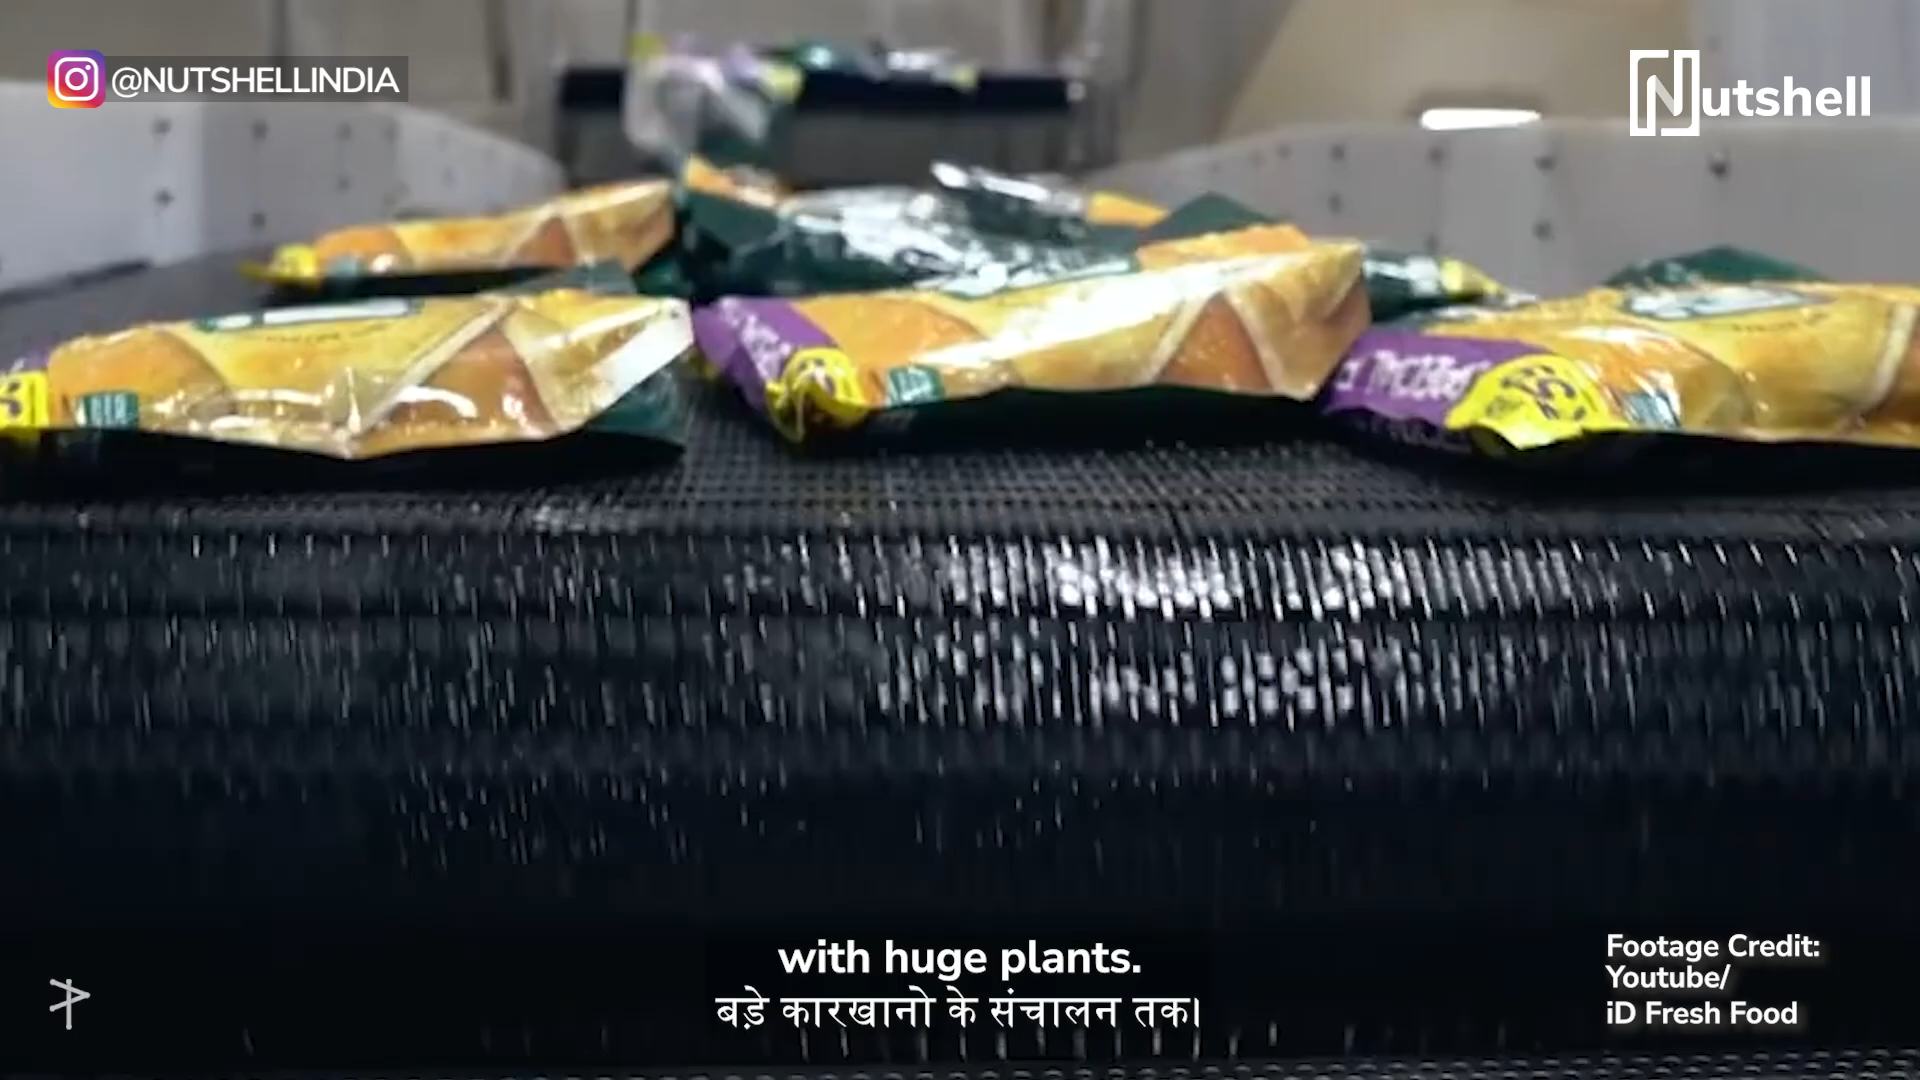 @NUTSHELLINDIA
Nutshell
with huge plants.
बड़े कारखानो के संचालन तक।
Footage Credit:
Youtube/
iD Fresh Food